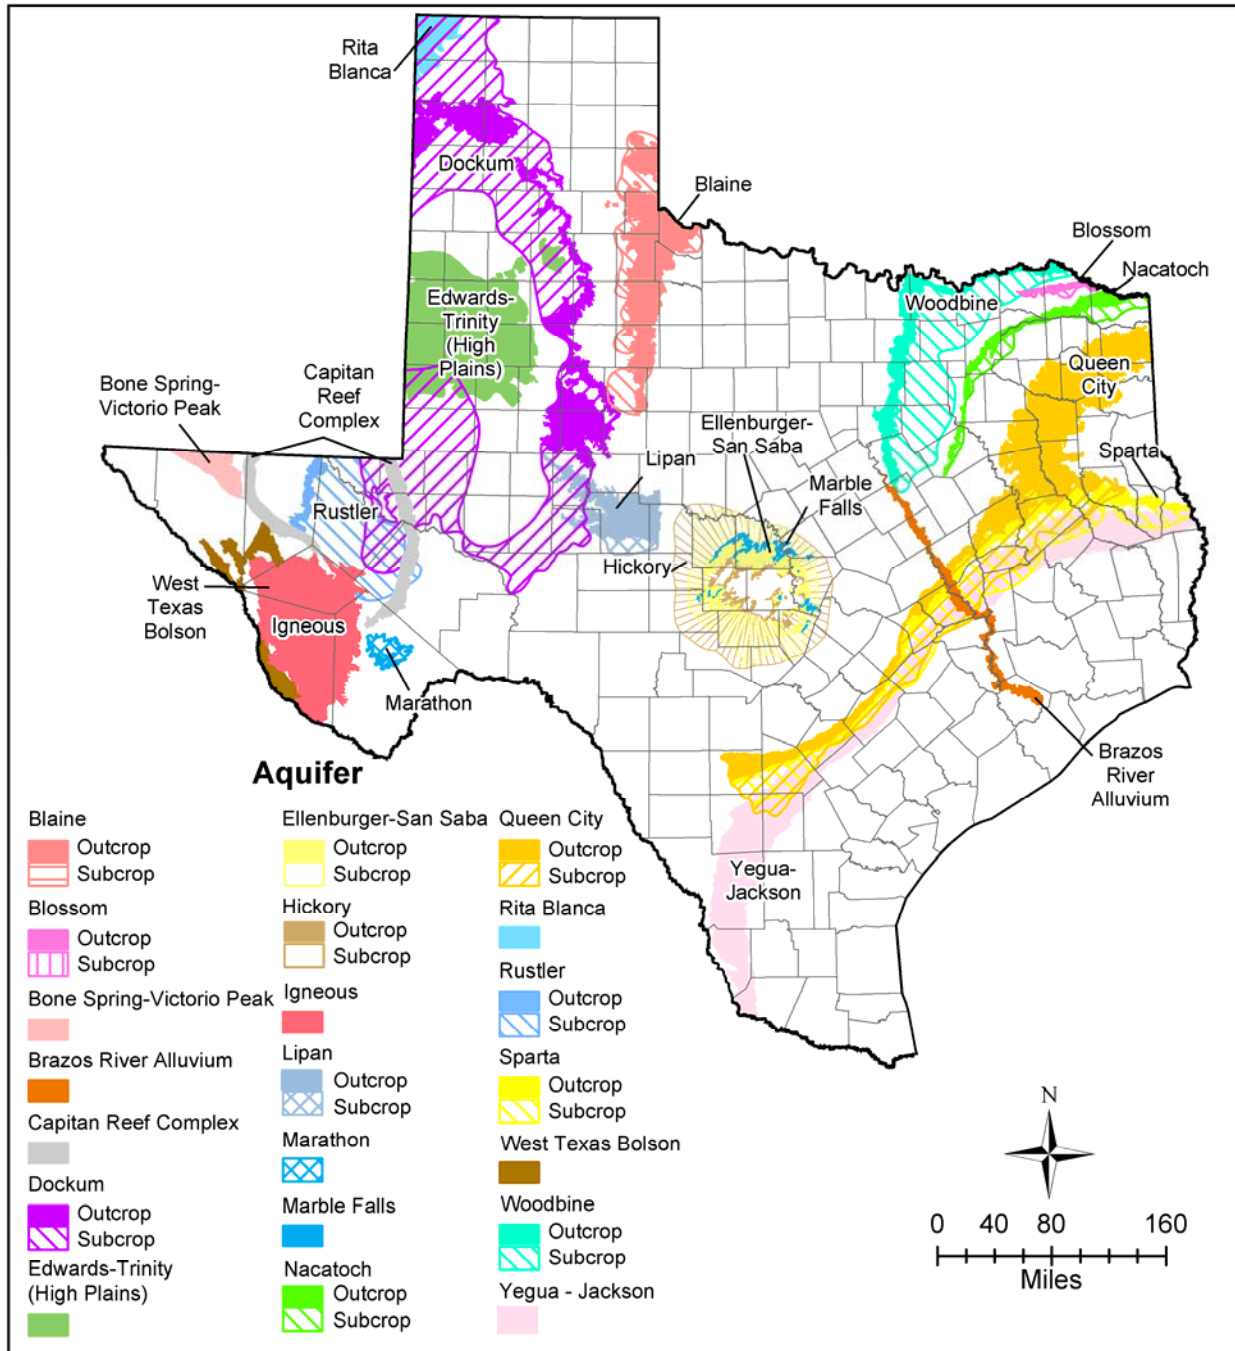 Rita
Blanca
Dockum
Blaine
Blossom
Nacatoch
Woodbine
Edwards-
Trinity
(High
Plains)
Queen
City
Bone Spring-
Victorio Peak
Capitan
Reef
Complex
Ellenburger-
San Saba
Lipan
Marble
Falls
Sparta
Rustler
Hickory
West
Texas
Bolson
Igneous
Marathon
Brazos
River
Alluvium
Yegua-
Jackson
Aquifer
Blaine
Outcrop
Subcrop
Blossom
Outcrop
Subcrop
Bone Spring-Victorio Peak
Brazos River Alluvium
Capitan Reef Complex
Dockum
Outcrop
Subcrop
Edwards-Trinity
(High Plains)
Ellenburger-San Saba
Outcrop
Subcrop
Hickory
Outcrop
Subcrop
Igneous
Lipan
Outcrop
Subcrop
Marathon
Marble Falls
Nacatoch
Outcrop
Subcrop
Queen City
Outcrop
Subcrop
Rita Blanca
Rustler
Outcrop
Subcrop
Sparta
Outcrop
Subcrop
West Texas Bolson
Woodbine
Outcrop
Subcrop
Yegua - Jackson
N
0 40 80 160
Miles